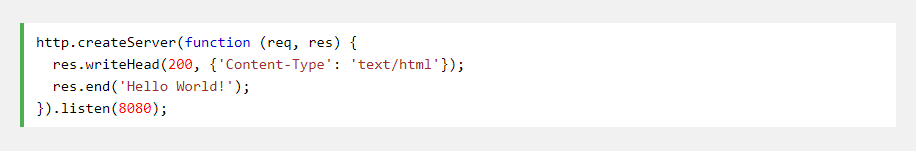 http.createServer(function (req, res) {
  res.writeHead(200, {'Content-Type': 'text/html'});
  res.end('Hello World!');
}).listen(8080);